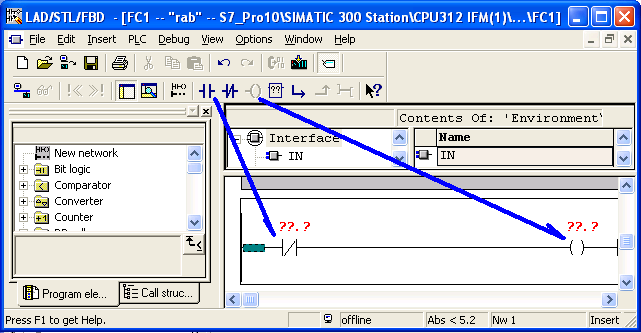 LAD/STL/FBD - [FC1 -- "rab" -- S7_Pro10\SIMATIC 300 Station\CPU312 IFM(1)\...\FC1]
File Edit Insert PLC Debug View Options Window Help
??
Contents Of: 'Environment\
Interface
Name
IN
IN
New network
Bit logic
Comparator
Converter
Counter
??.?
??.?
Program ele...
Call struc...
Press F1 to get Help.
offline
Abs < 5.2
Nw 1
Insert